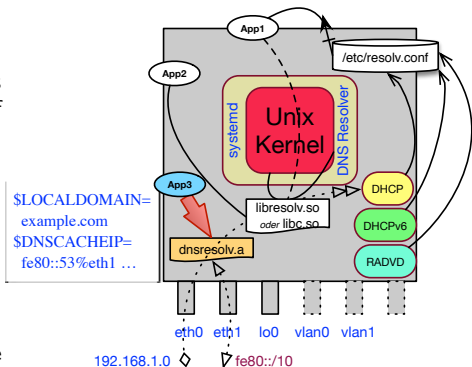 App1
/etc/resolv.conf
App2
systemd
Unix
Kernel
DNS Resolver
App3
$LOCALDOMAIN=
example.com
$DNSCACHEIP=
fe80::53%eth1 …
libresolv.so
oder libc.so
DHCP
DHCPv6
RADVD
dnsresolv.a
eth0 eth1 lo0 vlan0 vlan1
192.168.1.0 fe80::/10